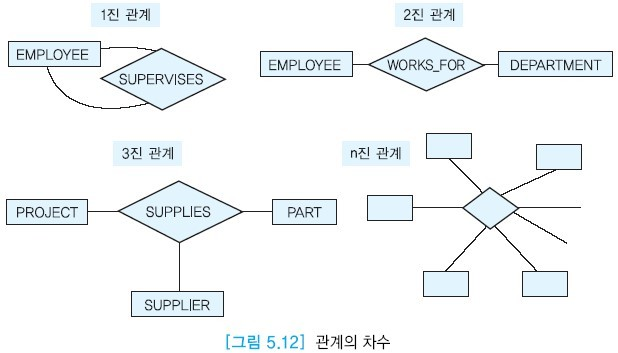 1진 관계
EMPLOYEE
SUPERVISES
2진 관계
EMPLOYEE
WORKS_FOR
DEPARTMENT
3진 관계
PROJECT
SUPPLIES
PART
SUPPLIER
n진 관계
[그림 5.12] 관계의 차수